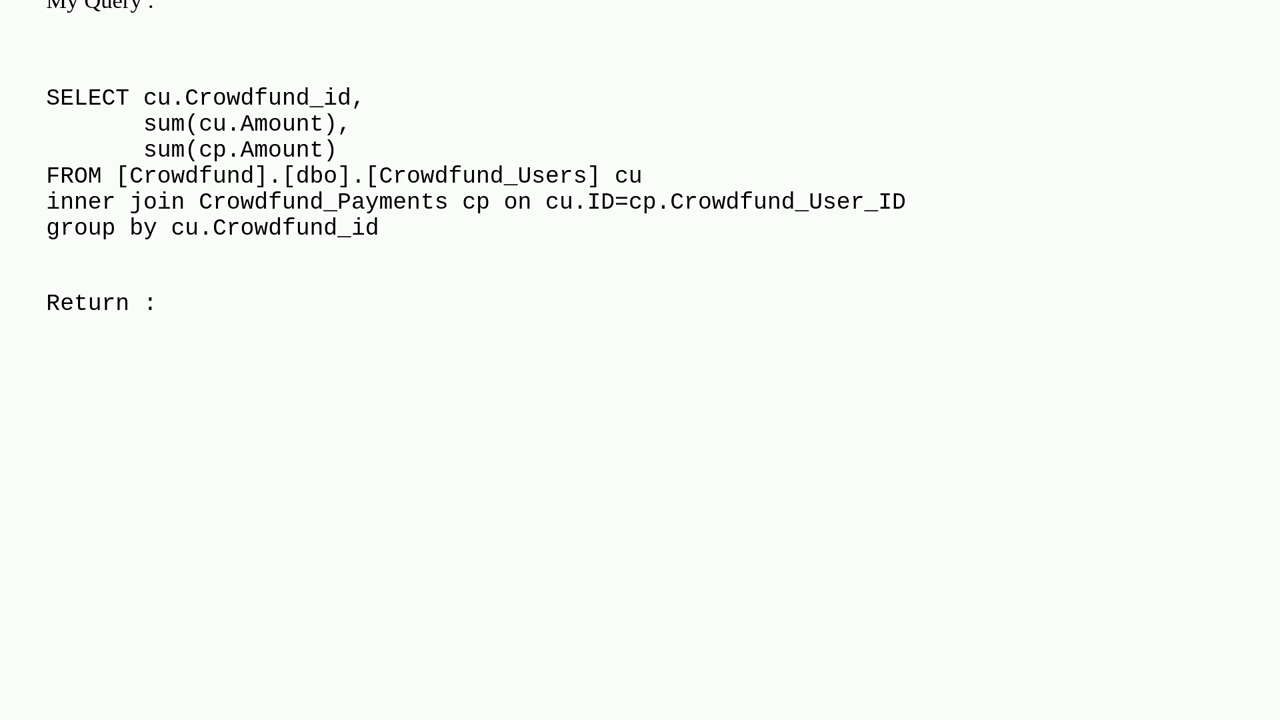 My Query :
SELECT cu.Crowdfund_id,
       sum(cu.Amount),
       sum(cp.Amount)
FROM [Crowdfund].[dbo].[Crowdfund_Users] cu
inner join Crowdfund_Payments cp on cu.ID=cp.Crowdfund_User_ID
group by cu.Crowdfund_id
Return :